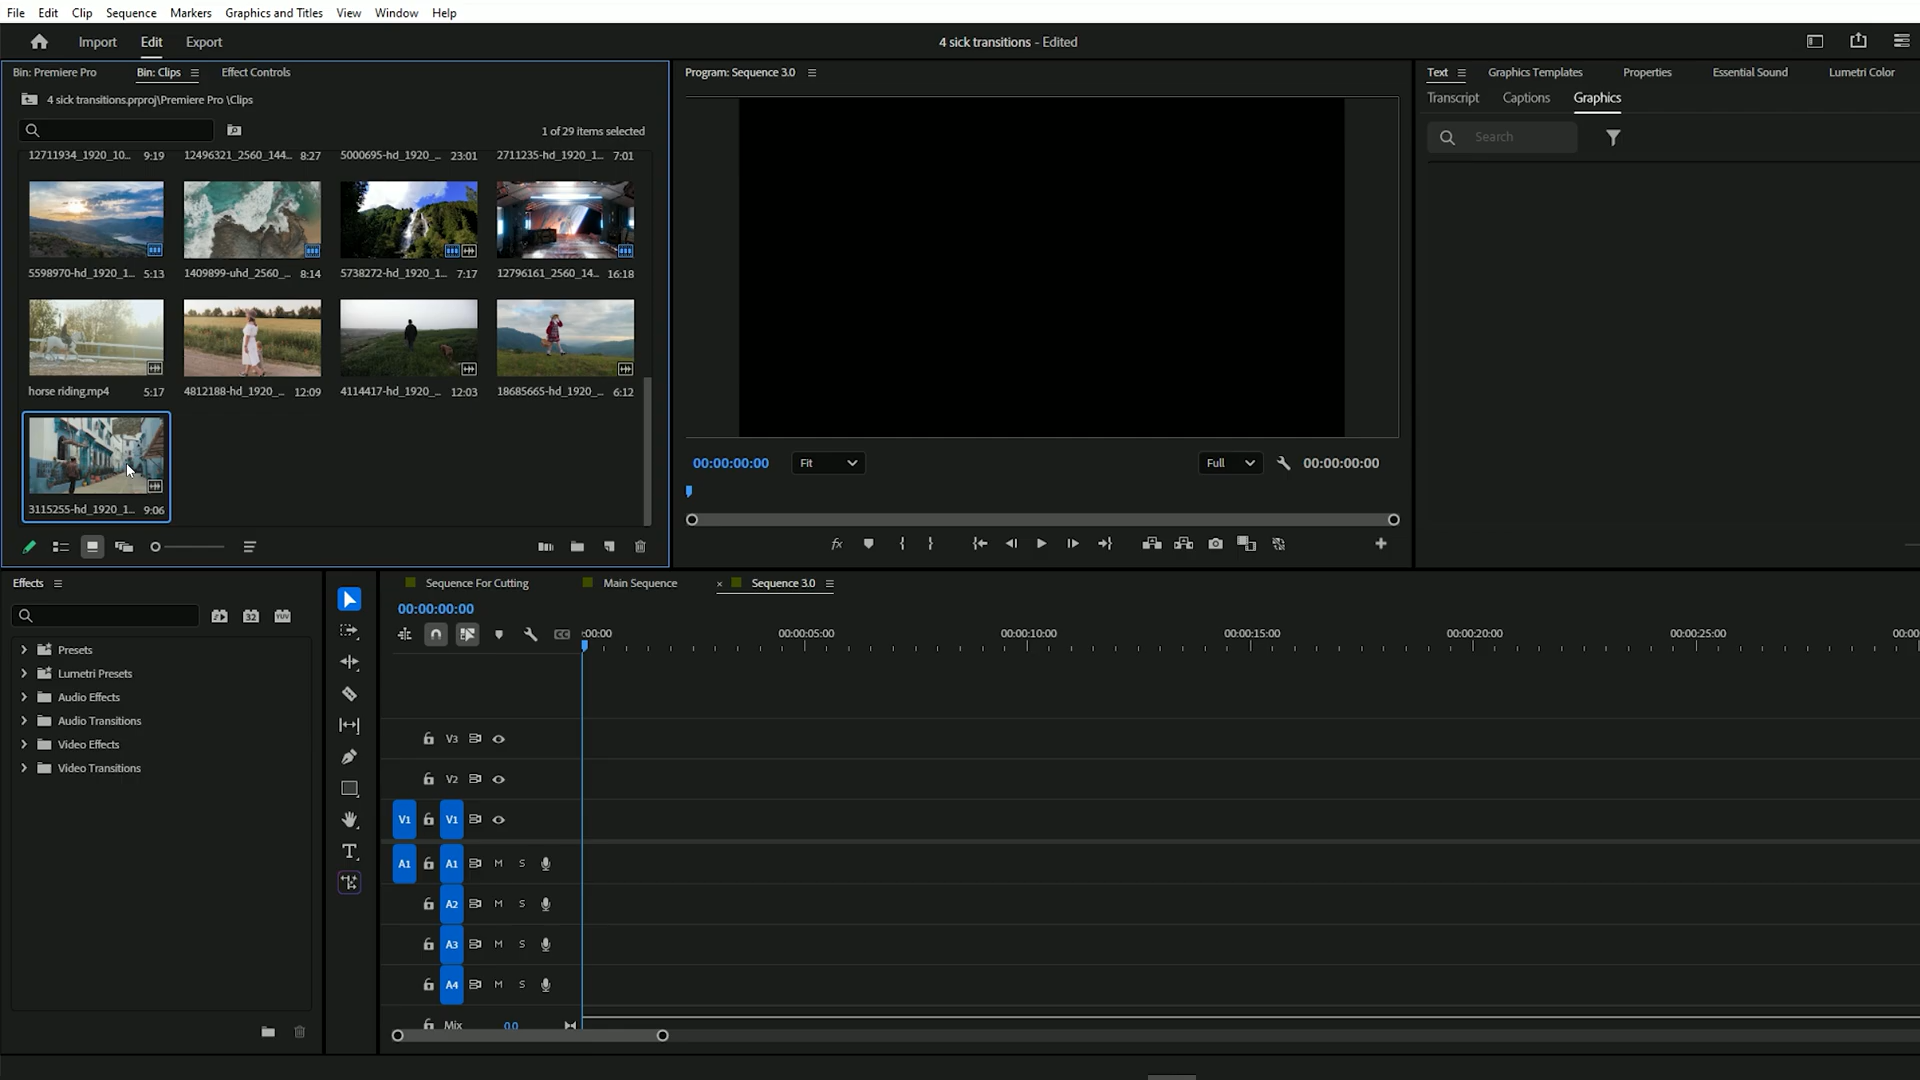 File Edit Clip Sequence Markers Graphics and Titles View Window Help
Import Edit Export
4 sick transitions - Edited
Bin: Premiere Pro Bin: Clips Effect Controls
4 sick transitions.prproj\Premiere Pro \Clips
1 of 29 items selected
12711934_1920_10... 9:19 12496321_2560_144... 8:27 5000695-hd_1920_... 23:01 2711235-hd_1920_1... 7:01
5598970-hd_1920_1... 5:13 1409899-uhd_2560_... 8:14 5738272-hd_1920_1... 7:17 12796161_2560_14... 16:18
horse riding.mp4 5:17 4812188-hd_1920_... 12:09 4114417-hd_1920_... 12:03 18685665-hd_1920_... 6:12
3115255-hd_1920_1... 9:06
Program: Sequence 3.0
00:00:00:00 Fit Full 00:00:00:00
fx
Text Graphics Templates Properties Essential Sound Lumetri Color
Transcript Captions Graphics
Search
Effects
32 YUV
Presets
Lumetri Presets
Audio Effects
Audio Transitions
Video Effects
Video Transitions
T
Sequence For Cutting Main Sequence × Sequence 3.0
00:00:00:00
CC :00:00 00:00:05:00 00:00:10:00 00:00:15:00 00:00:20:00 00:00:25:00 00:00
V3
V2
V1 V1
A1 A1 M S
A2 M S
A3 M S
A4 M S
Mix 0.0